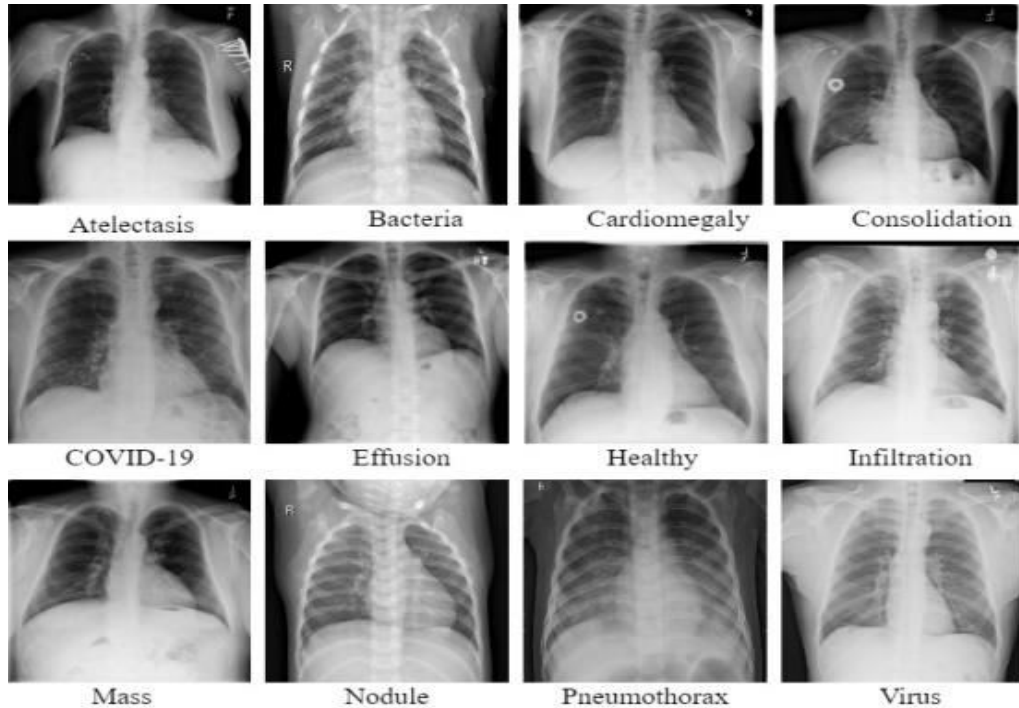 Atelectasis
Bacteria
Cardiomegaly
Consolidation
R
COVID-19
Effusion
Healthy
Infiltration
Mass
Nodule
Pneumothorax
Virus
R